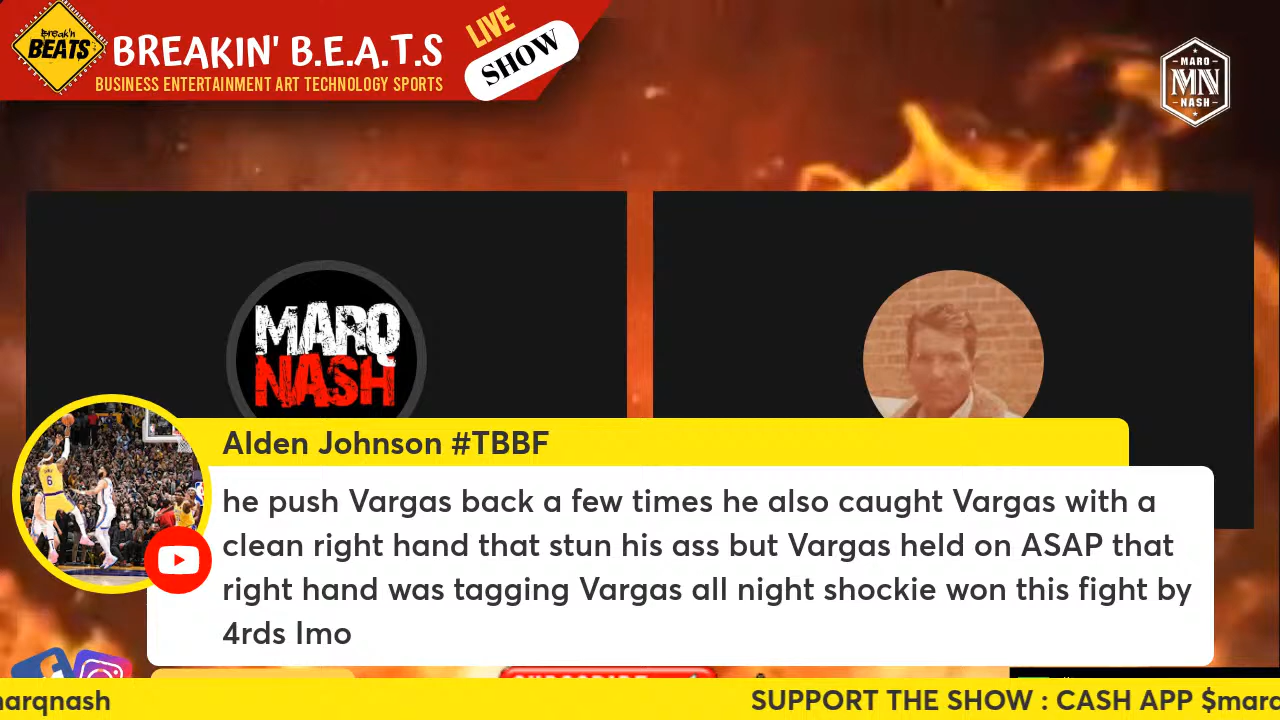 Break'n
BEATS
BREAKIN' B.E.A.T.S
BUSINESS ENTERTAINMENT ART TECHNOLOGY SPORTS
LIVE
SHOW
MARQ
MN
NASH
MARQ
NASH
6
Alden Johnson #TBBF
he push Vargas back a few times he also caught Vargas with a
clean right hand that stun his ass but Vargas held on ASAP that
right hand was tagging Vargas all night shockie won this fight by
4rds Imo
SUBSCRIBE
arqnash
SUPPORT THE SHOW : CASH APP $marq